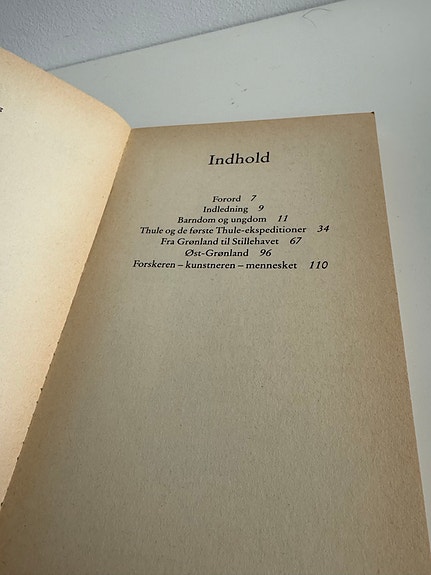 Indhold
Forord 7
Indledning 9
Barndom og ungdom 11
Thule og de første Thule-ekspeditioner 34
Fra Grønland til Stillehavet 67
Øst-Grønland 96
Forskeren – kunstneren – mennesket 110